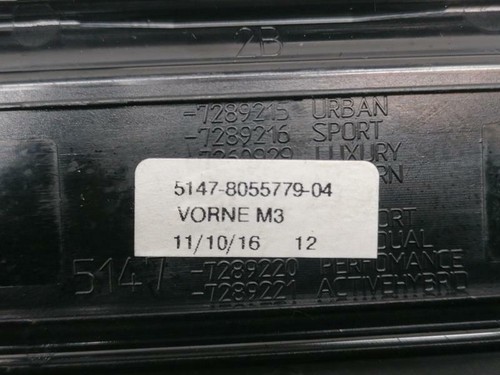 2B
-7289215 URBAN
-7289216 SPORT
LUXURY
5147-8055779-04
VORNE M3
11/10/16 12
5147
-7289220 PERFOMANCE
-7289221 ACTIVEHYBRID